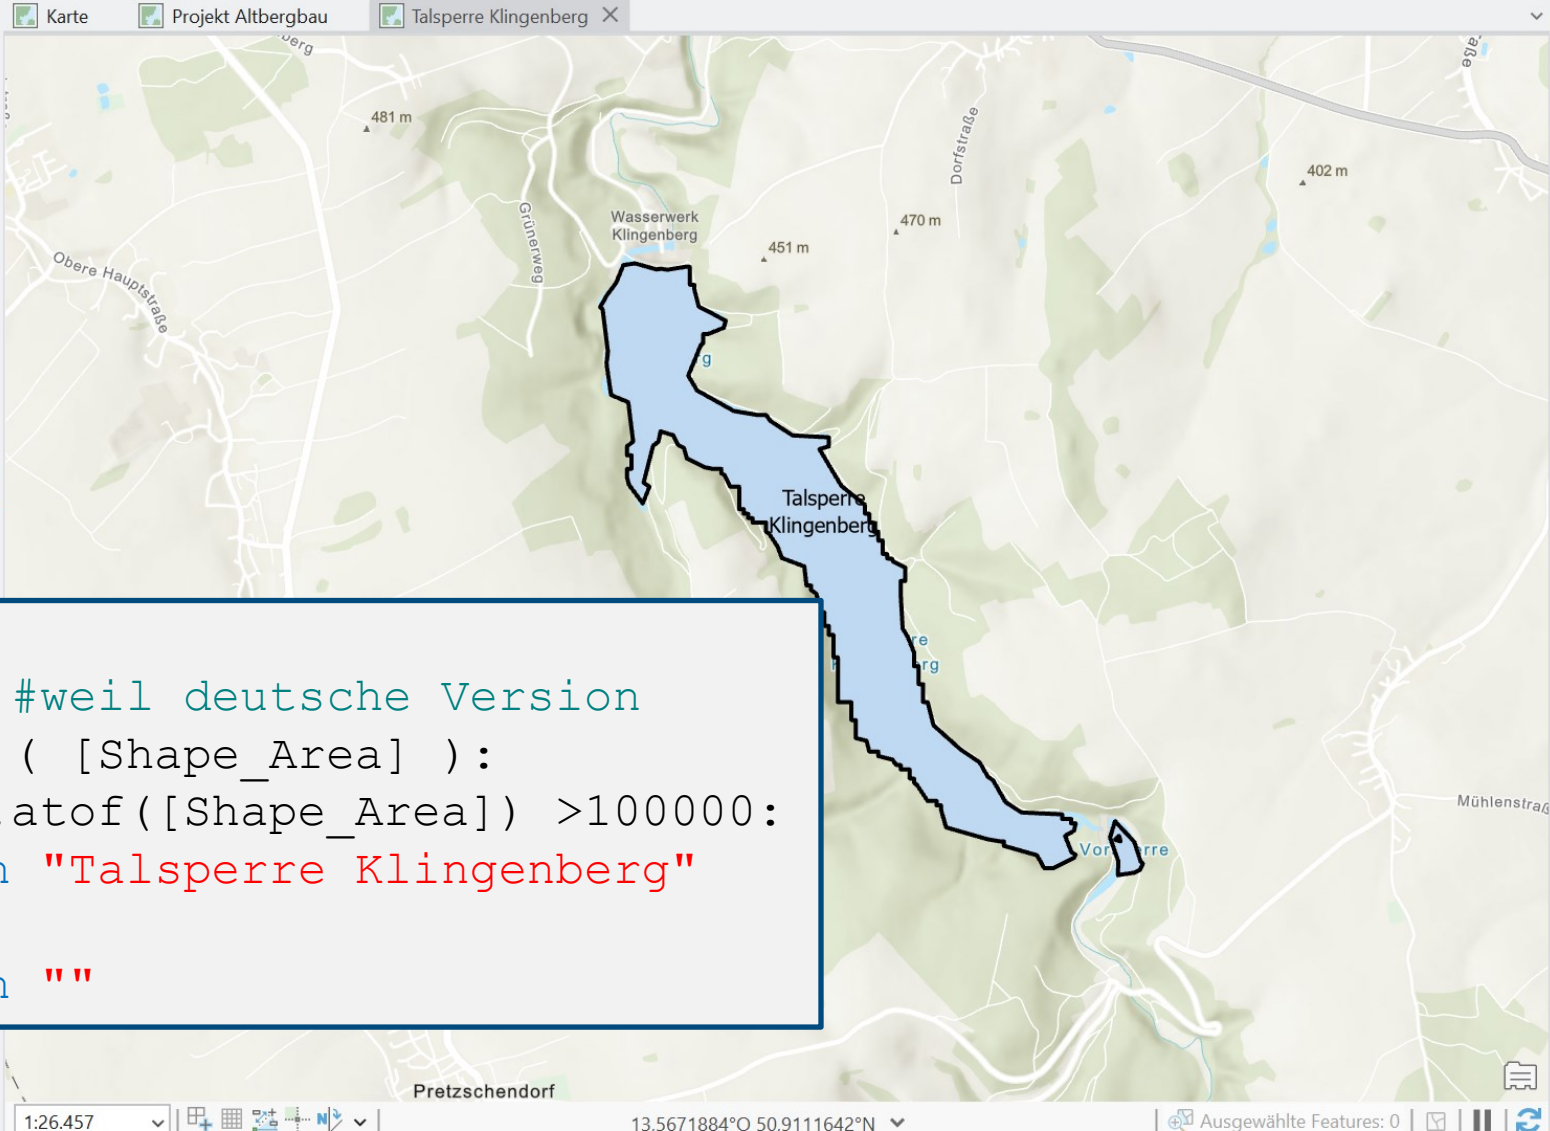 Karte
Projekt Altbergbau
Talsperre Klingenberg
481 m
Dorfstraße
402 m
Wasserwerk
Klingenberg
470 m
451 m
Grünerweg
Obere Hauptstraße
g
Talsperre
Klingenberg
re
rg
#weil deutsche Version
( [Shape_Area] ):
.atof([Shape_Area]) >100000:
n "Talsperre Klingenberg"
n ""
Mühlenstraß
Pretzschendorf
1:26.457
13,5671884°O 50,9111642°N
Ausgewählte Features: 0